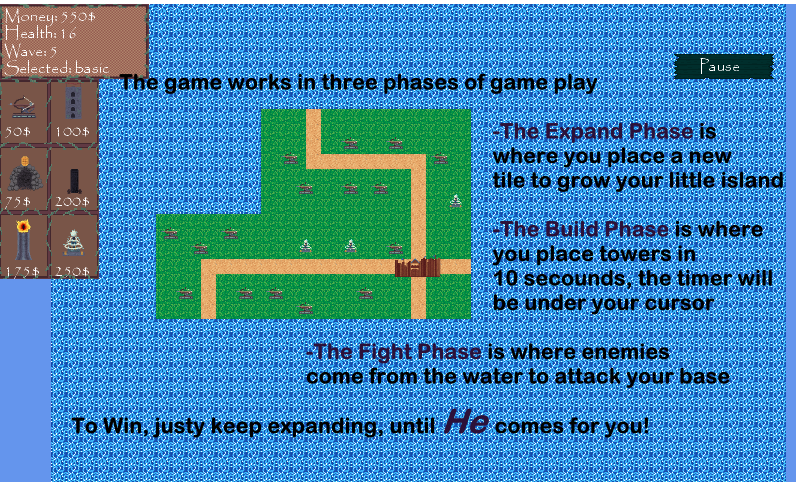 Money: 550$
Health: 16
Wave: 5
Selected: basic
Pause
The game works in three phases of game play
50$ 100$
75$ 200$
175$ 250$
-The Expand Phase is
where you place a new
tile to grow your little island
-The Build Phase is where
you place towers in
10 secounds, the timer will
be under your cursor
-The Fight Phase is where enemies
come from the water to attack your base
To Win, justy keep expanding, until He comes for you!